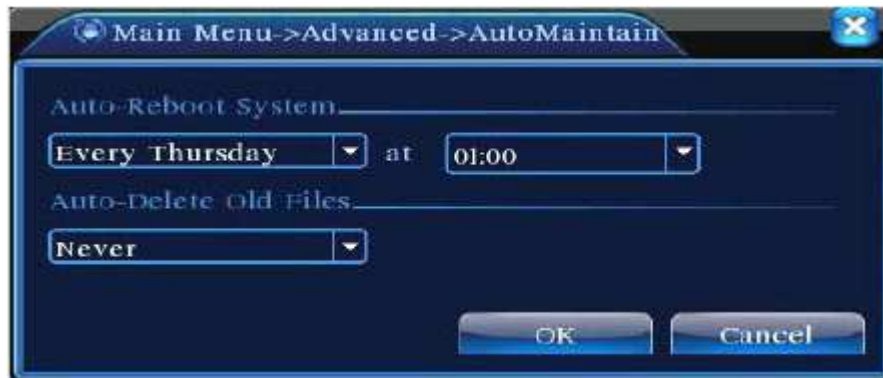 Main Menu->Advanced->AutoMaintain
Auto-Reboot System
Every Thursday at 01:00
Auto-Delete Old Files
Never
OK Cancel